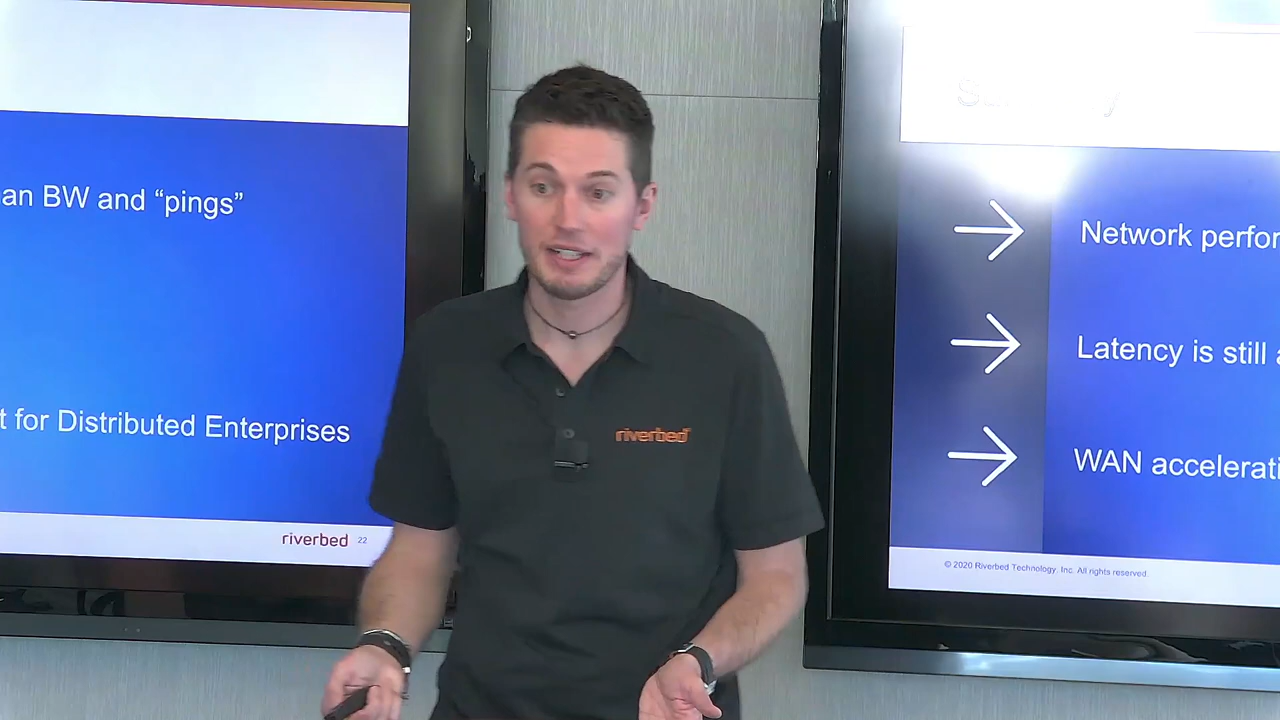 an BW and “pings”
t for Distributed Enterprises
riverbed 22
riverbed
Network perfor
Latency is still
WAN accelerati
© 2020 Riverbed Technology, Inc. All rights reserved.